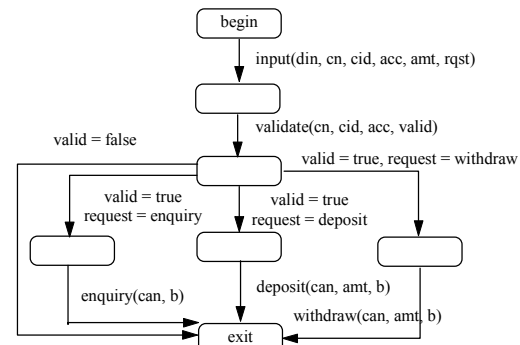 begin
input(din, cn, cid, acc, amt, rqst)
validate(cn, cid, acc, valid)
valid = false
valid = true, request = withdraw
valid = true
request = enquiry
valid = true
request = deposit
enquiry(can, b)
deposit(can, amt, b)
withdraw(can, amt, b)
exit